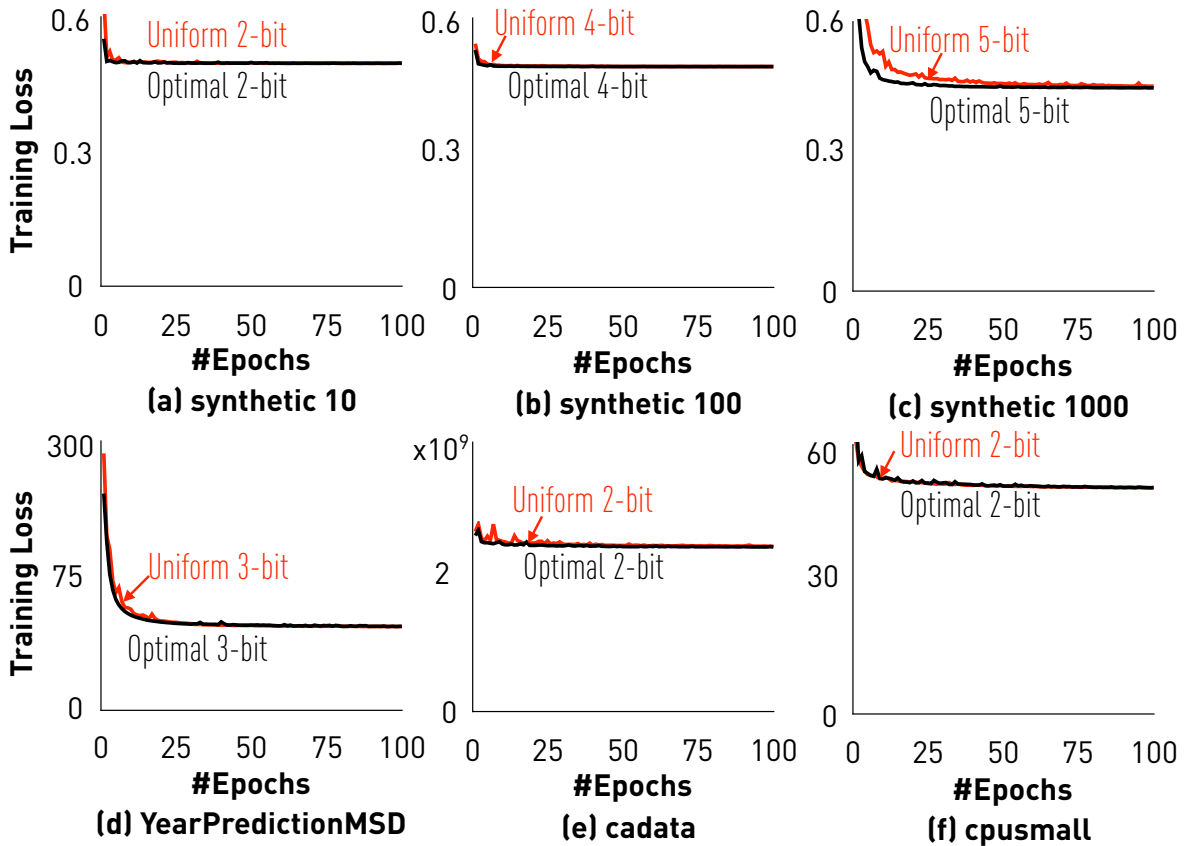 Training Loss
0.6
0.3
0
Uniform 2-bit
Optimal 2-bit
0 25 50 75 100
#Epochs
(a) synthetic 10
0.6
0.3
0
Uniform 4-bit
Optimal 4-bit
0 25 50 75 100
#Epochs
(b) synthetic 100
0.6
0.3
0
Uniform 5-bit
Optimal 5-bit
0 25 50 75 100
#Epochs
(c) synthetic 1000
Training Loss
300
75
0
Uniform 3-bit
Optimal 3-bit
0 25 50 75 100
#Epochs
(d) YearPredictionMSD
x10⁹
2
0
Uniform 2-bit
Optimal 2-bit
0 25 50 75 100
#Epochs
(e) cadata
60
30
0
Uniform 2-bit
Optimal 2-bit
0 25 50 75 100
#Epochs
(f) cpusmall